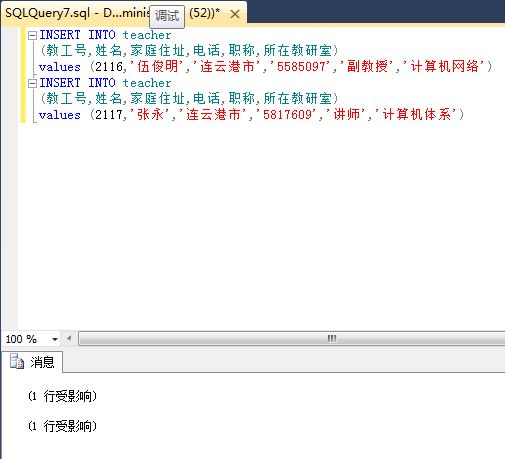 SQLQuery7.sql - D...minis
调试
(52))*
INSERT INTO teacher
(教工号,姓名,家庭住址,电话,职称,所在教研室)
values (2116,'伍俊明','连云港市','5585097','副教授','计算机网络')
INSERT INTO teacher
(教工号,姓名,家庭住址,电话,职称,所在教研室)
values (2117,'张永','连云港市','5817609','讲师','计算机体系')
100 %
消息
(1 行受影响)
(1 行受影响)